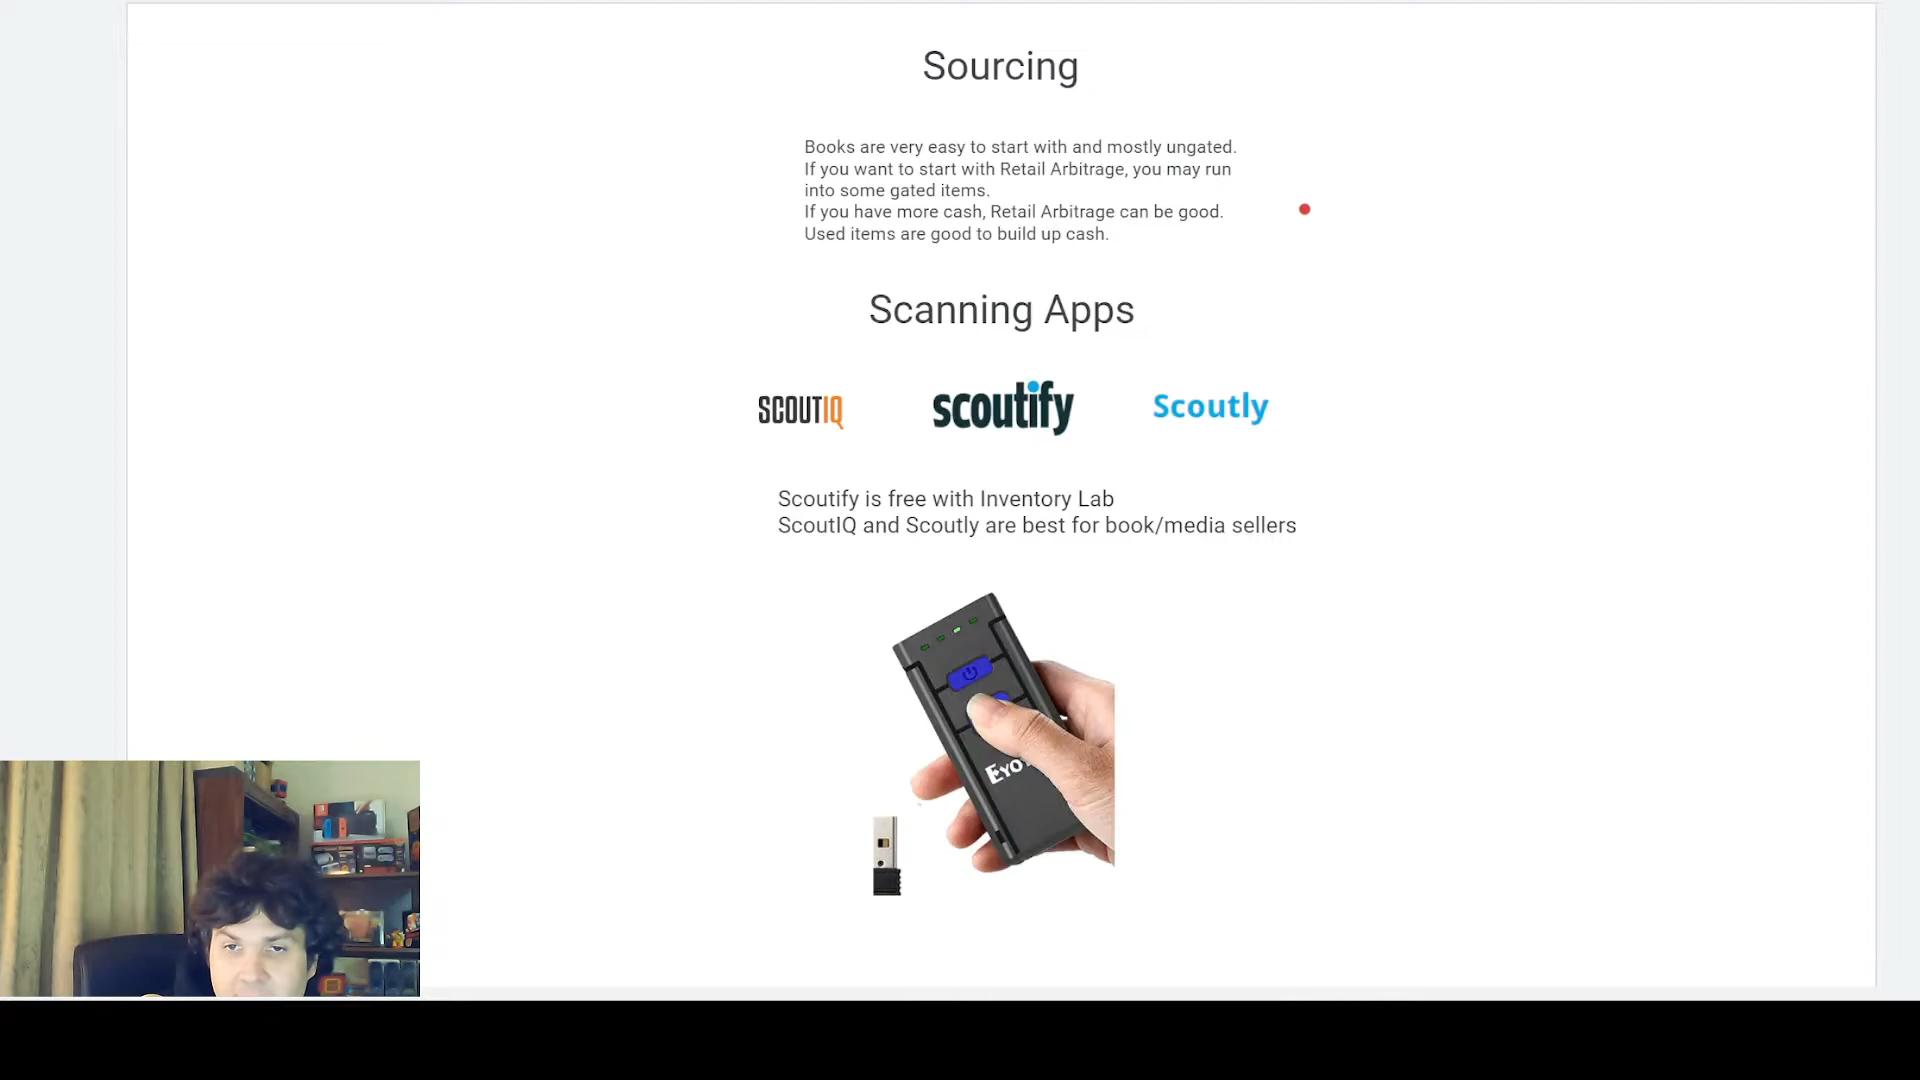 Sourcing
Books are very easy to start with and mostly ungated.
If you want to start with Retail Arbitrage, you may run
into some gated items.
If you have more cash, Retail Arbitrage can be good.
Used items are good to build up cash.
Scanning Apps
SCOUTIQ scoutify Scoutly
Scoutify is free with Inventory Lab
ScoutIQ and Scoutly are best for book/media sellers